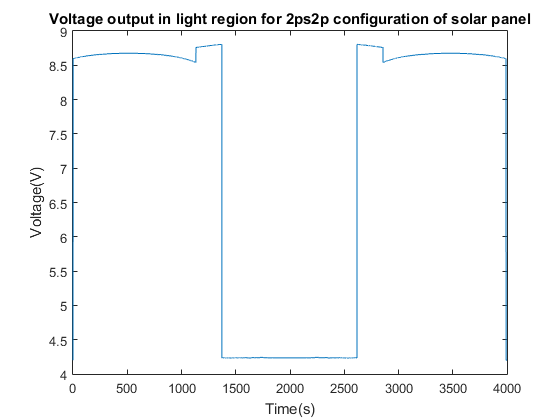 Voltage output in light region for 2ps2p configuration of solar panel
Voltage(V)
9
8.5
8
7.5
7
6.5
6
5.5
5
4.5
4
0 500 1000 1500 2000 2500 3000 3500 4000
Time(s)